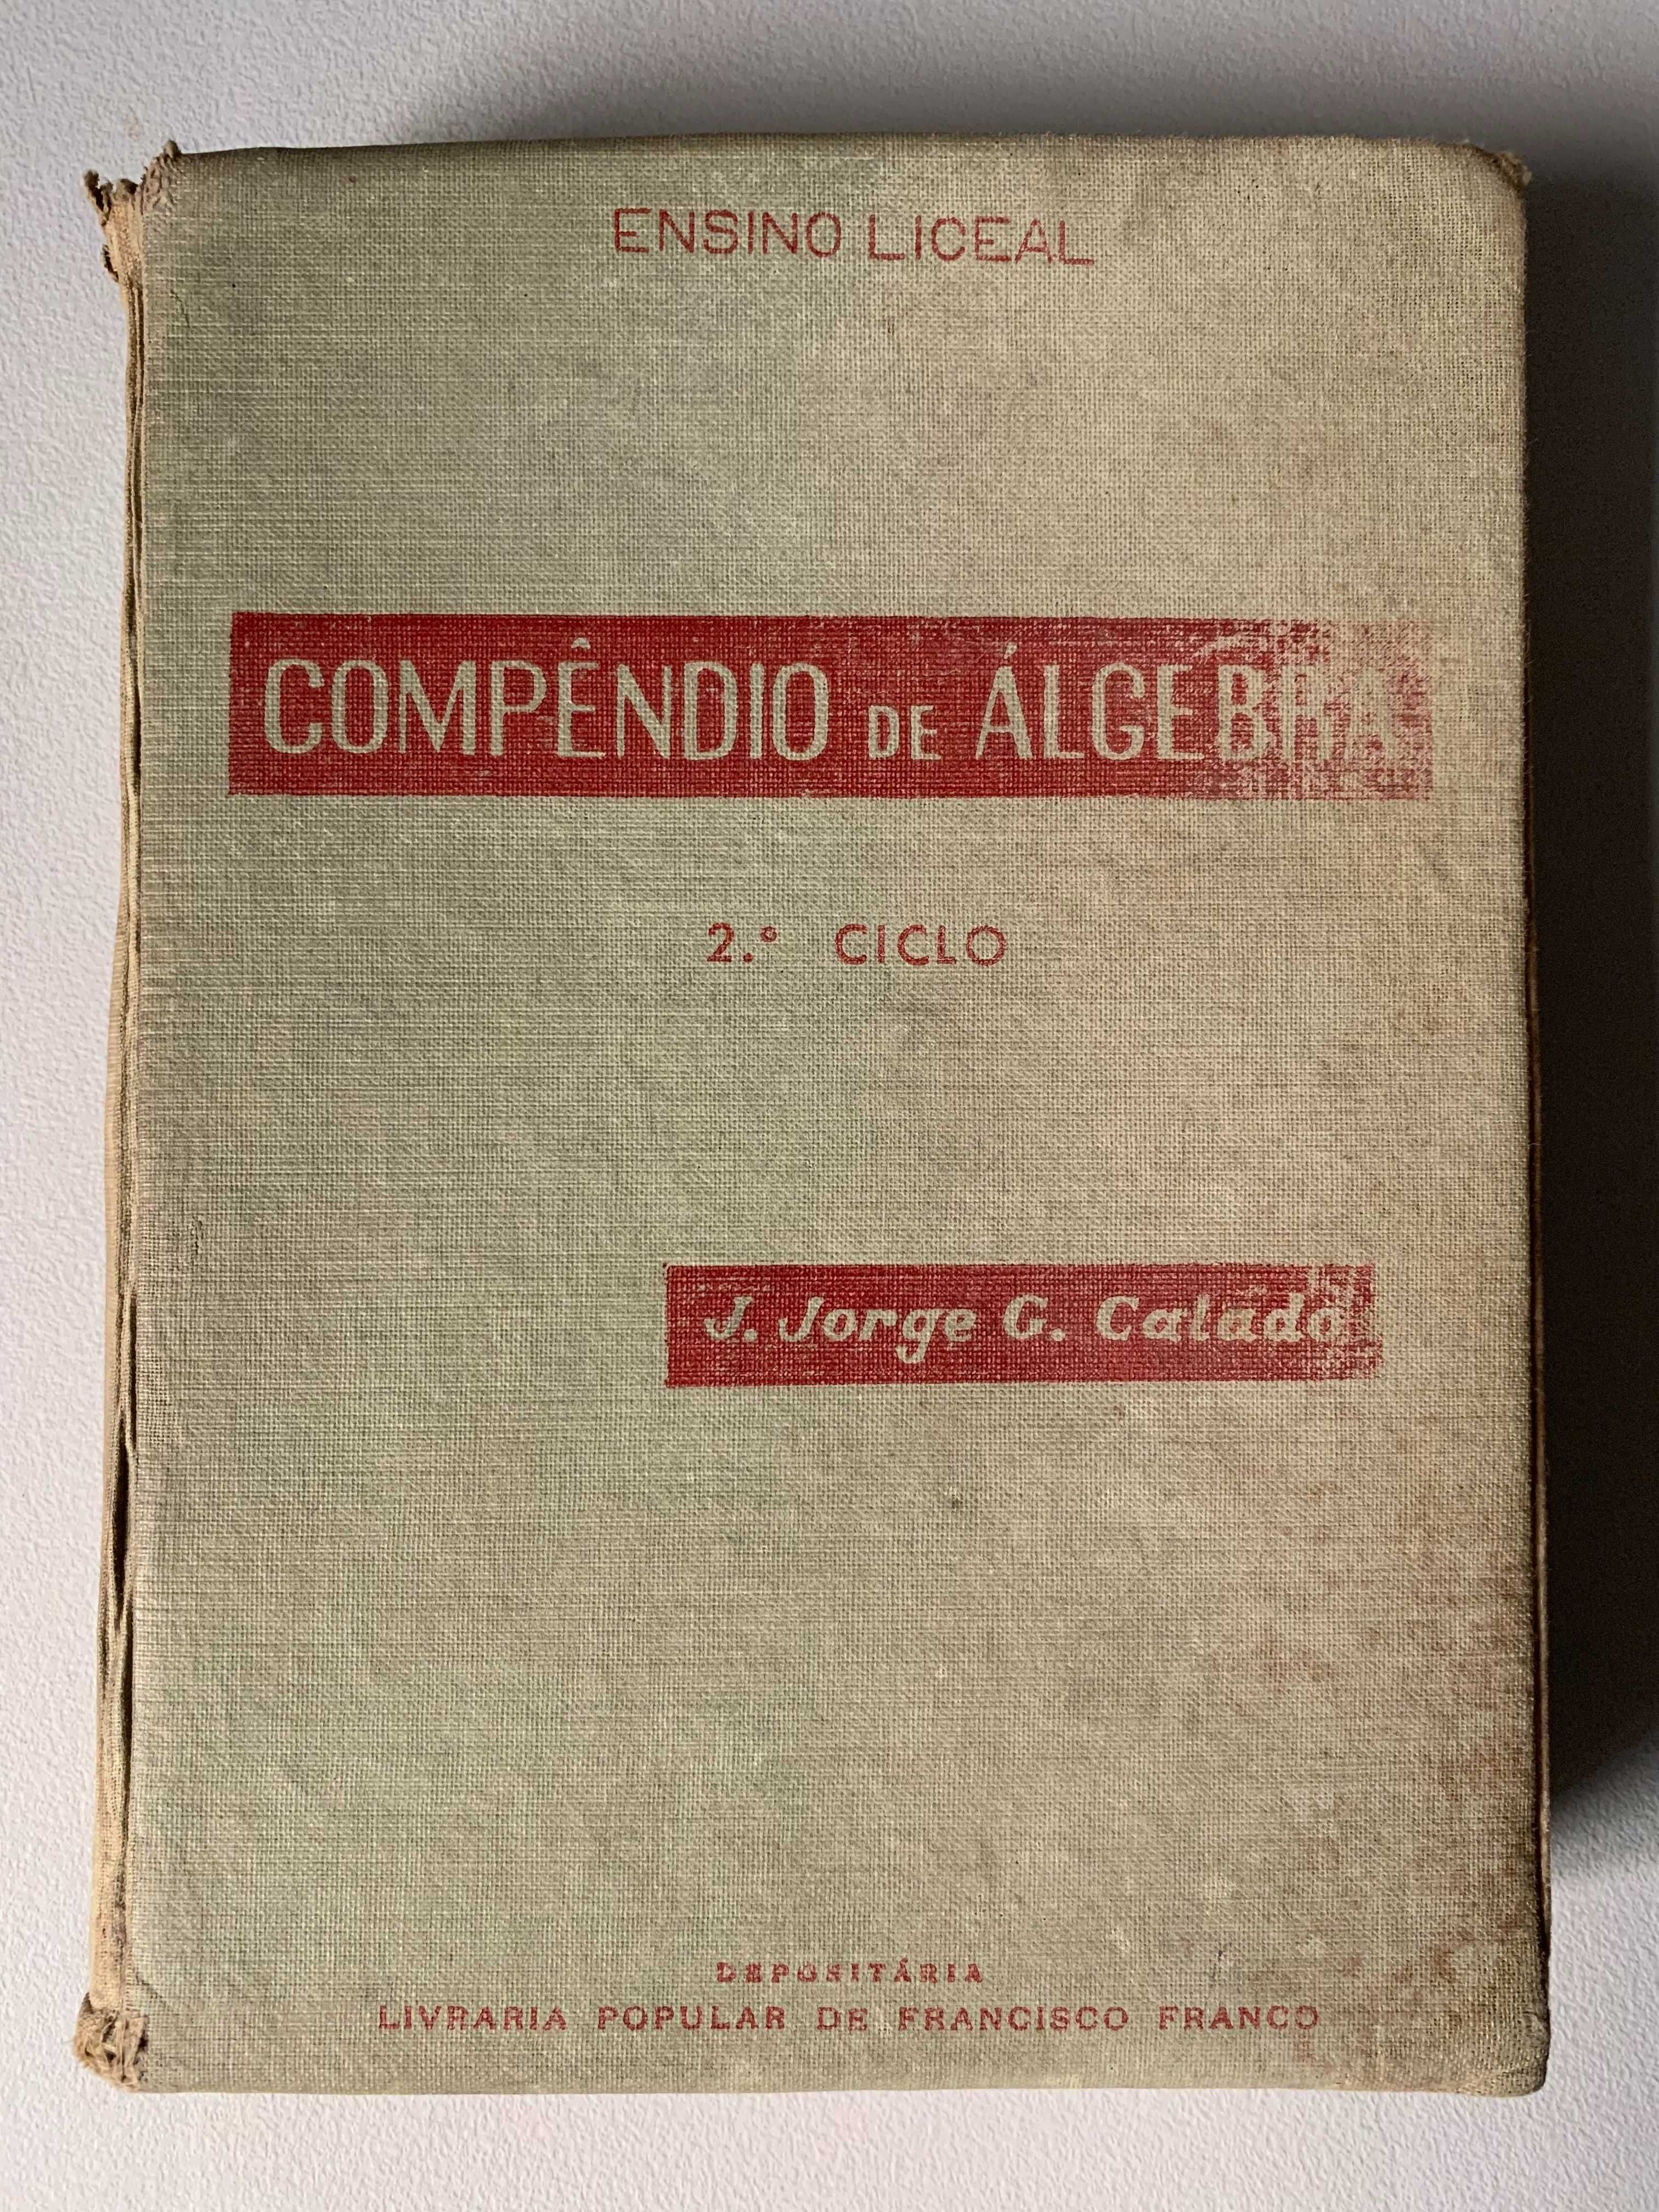 ENSINO LICEAL
COMPÊNDIO DE ÁLGEBRA
2.º CICLO
J. Jorge G. Calado
DEPOSITÁRIA
LIVRARIA POPULAR DE FRANCISCO FRANCO